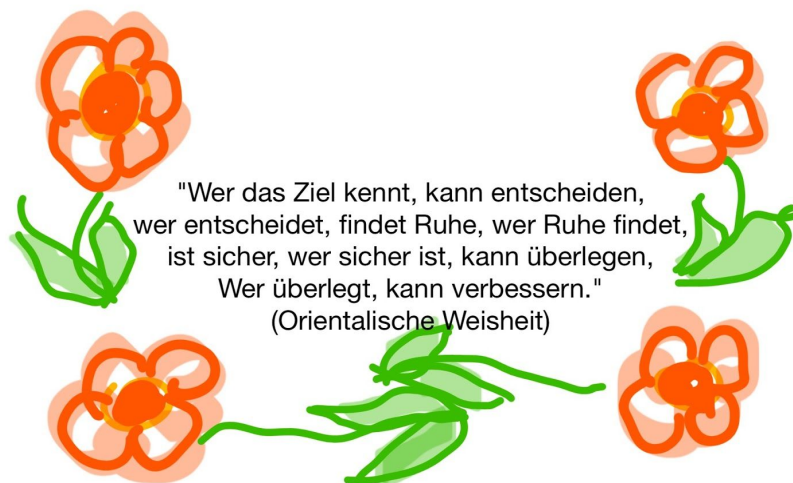 "Wer das Ziel kennt, kann entscheiden,
wer entscheidet, findet Ruhe, wer Ruhe findet,
ist sicher, wer sicher ist, kann überlegen,
Wer überlegt, kann verbessern."
(Orientalische Weisheit)